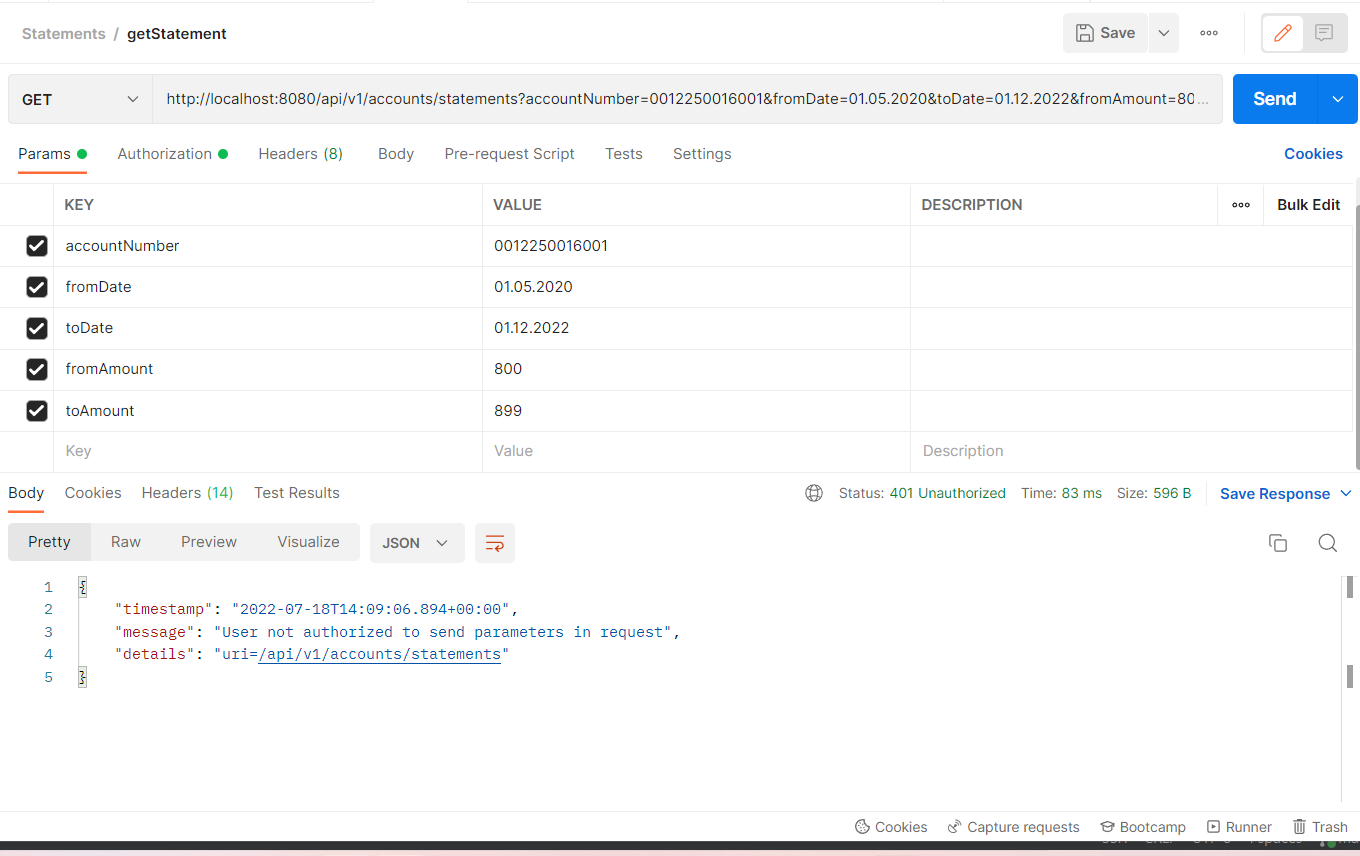 Statements / getStatement
Save
GET
http://localhost:8080/api/v1/accounts/statements?accountNumber=0012250016001&fromDate=01.05.2020&toDate=01.12.2022&fromAmount=80...
Send
Params Authorization Headers (8) Body Pre-request Script Tests Settings Cookies
KEY VALUE DESCRIPTION Bulk Edit
accountNumber 0012250016001
fromDate 01.05.2020
toDate 01.12.2022
fromAmount 800
toAmount 899
Key Value Description
Body Cookies Headers (14) Test Results Status: 401 Unauthorized Time: 83 ms Size: 596 B Save Response
Pretty Raw Preview Visualize JSON
1 {
2 "timestamp": "2022-07-18T14:09:06.894+00:00",
3 "message": "User not authorized to send parameters in request",
4 "details": "uri=/api/v1/accounts/statements"
5 }
Cookies Capture requests Bootcamp Runner Trash